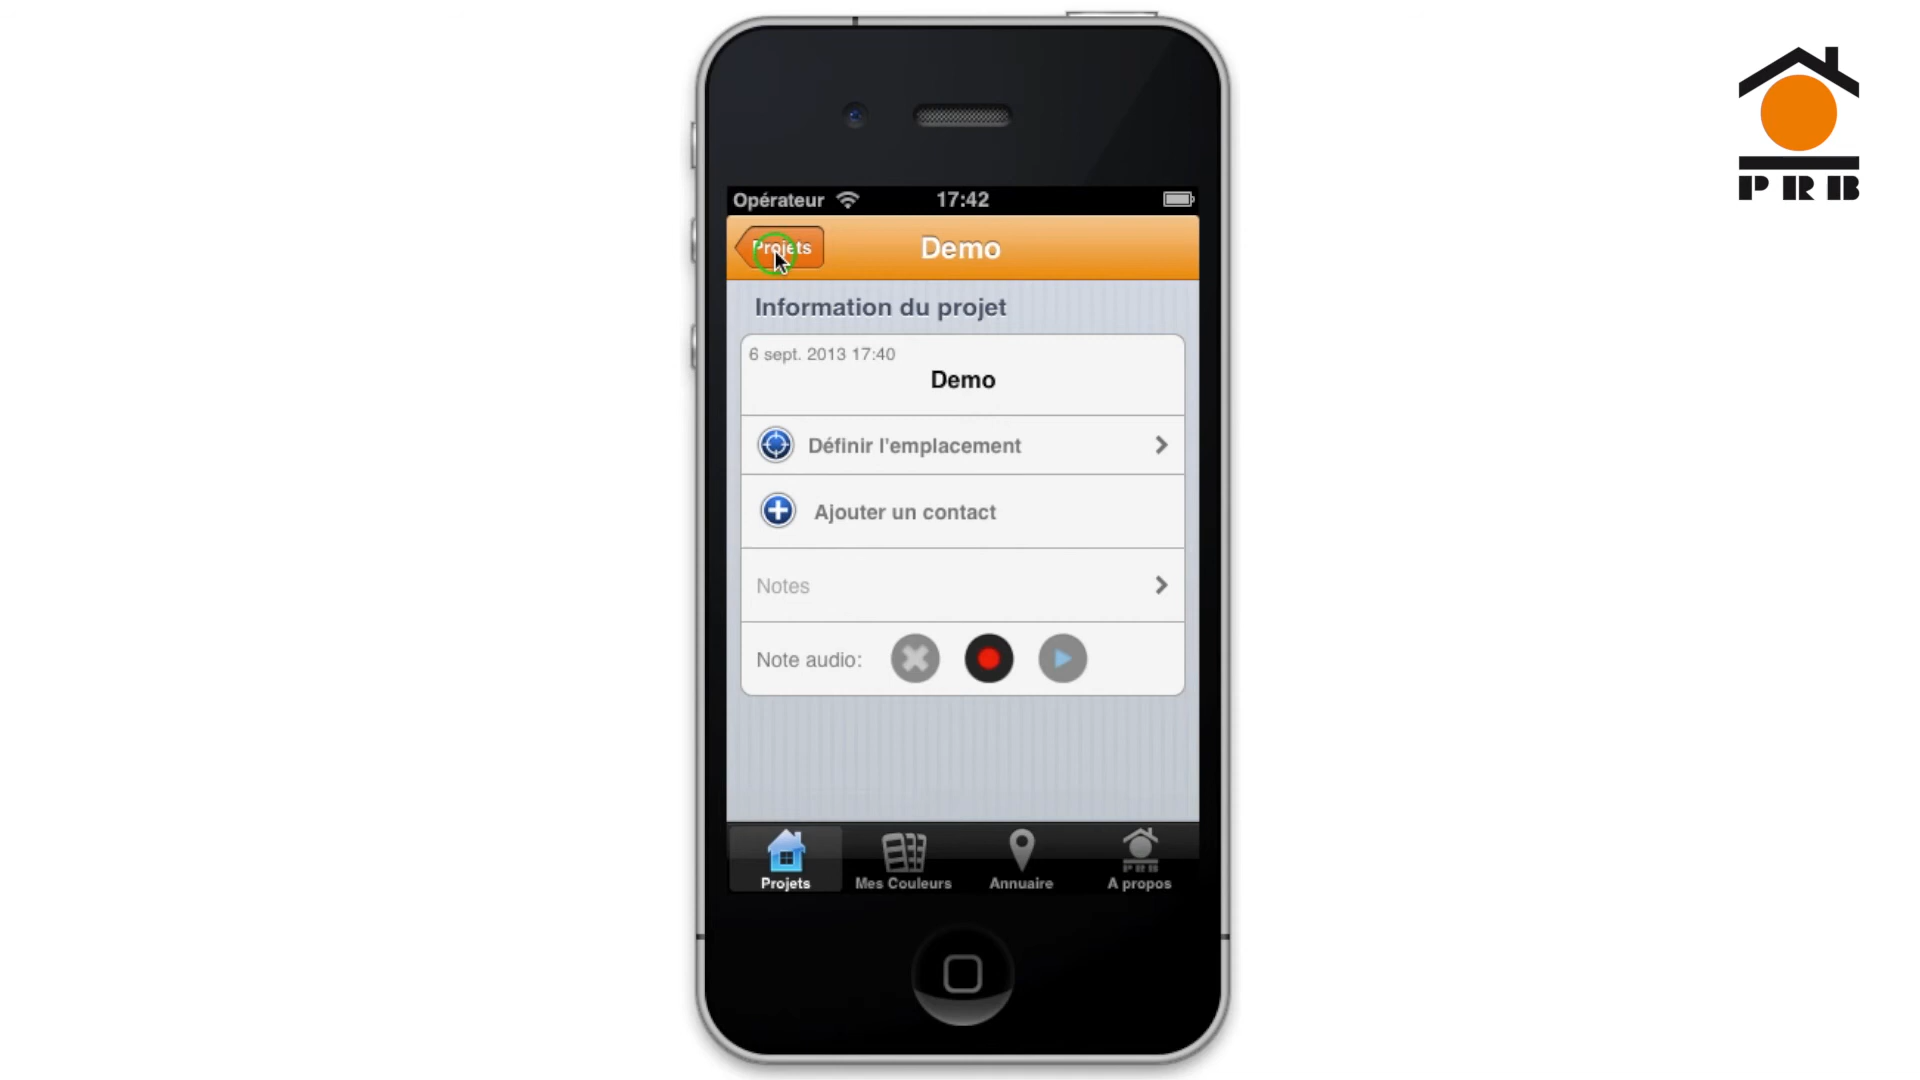 PRB
Opérateur 17:42
Projets Demo
Information du projet
6 sept. 2013 17:40
Demo
Définir l'emplacement
Ajouter un contact
Notes
Note audio:
PRB
Projets Mes Couleurs Annuaire A propos